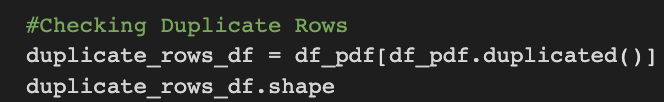 #Checking Duplicate Rows
duplicate_rows_df = df_pdf[df_pdf.duplicated()]
duplicate_rows_df.shape